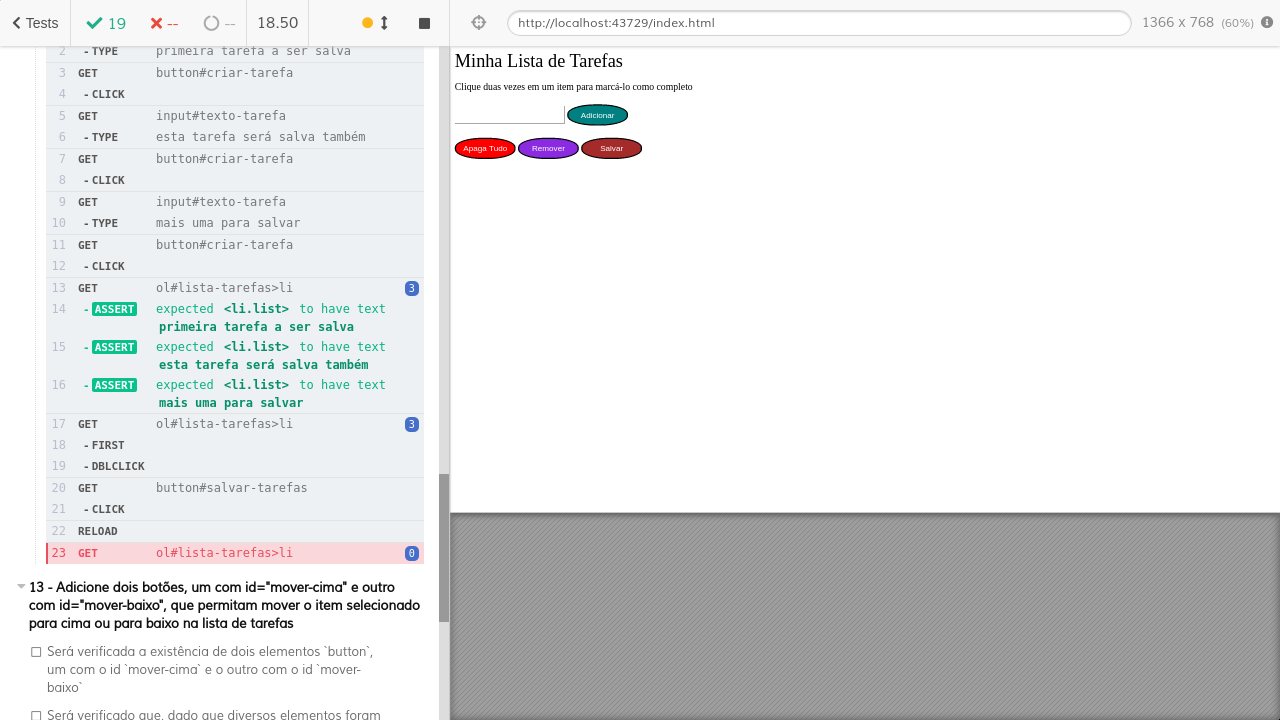 Tests 19 -- -- 18.50
http://localhost:43729/index.html 1366 x 768 (60%)
2 - TYPE primeira tarefa a ser salva
3 GET button#criar-tarefa
4 - CLICK
5 GET input#texto-tarefa
6 - TYPE esta tarefa será salva também
7 GET button#criar-tarefa
8 - CLICK
9 GET input#texto-tarefa
10 - TYPE mais uma para salvar
11 GET button#criar-tarefa
12 - CLICK
13 GET ol#lista-tarefas>li 3
14 - ASSERT expected <li.list> to have text
primeira tarefa a ser salva
15 - ASSERT expected <li.list> to have text
esta tarefa será salva também
16 - ASSERT expected <li.list> to have text
mais uma para salvar
17 GET ol#lista-tarefas>li 3
18 - FIRST
19 - DBLCLICK
20 GET button#salvar-tarefas
21 - CLICK
22 RELOAD
23 GET ol#lista-tarefas>li 0
13 - Adicione dois botões, um com id="mover-cima" e outro
com id="mover-baixo", que permitam mover o item selecionado
para cima ou para baixo na lista de tarefas
Será verificada a existência de dois elementos `button`,
um com o id `mover-cima` e o outro com o id `mover-
baixo`
Será verificado que, dado que diversos elementos foram
Minha Lista de Tarefas
Clique duas vezes em um item para marcá-lo como completo
Adicionar
Apaga Tudo Remover Salvar